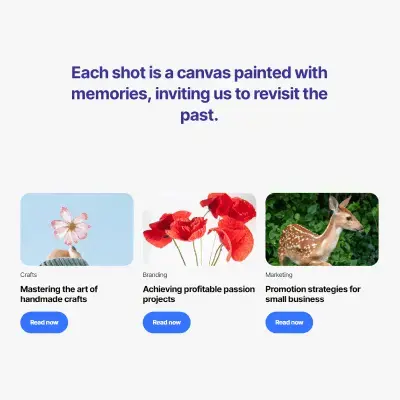 Each shot is a canvas painted with
memories, inviting us to revisit the
past.
Crafts
Mastering the art of
handmade crafts
Read now
Branding
Achieving profitable passion
projects
Read now
Marketing
Promotion strategies for
small business
Read now